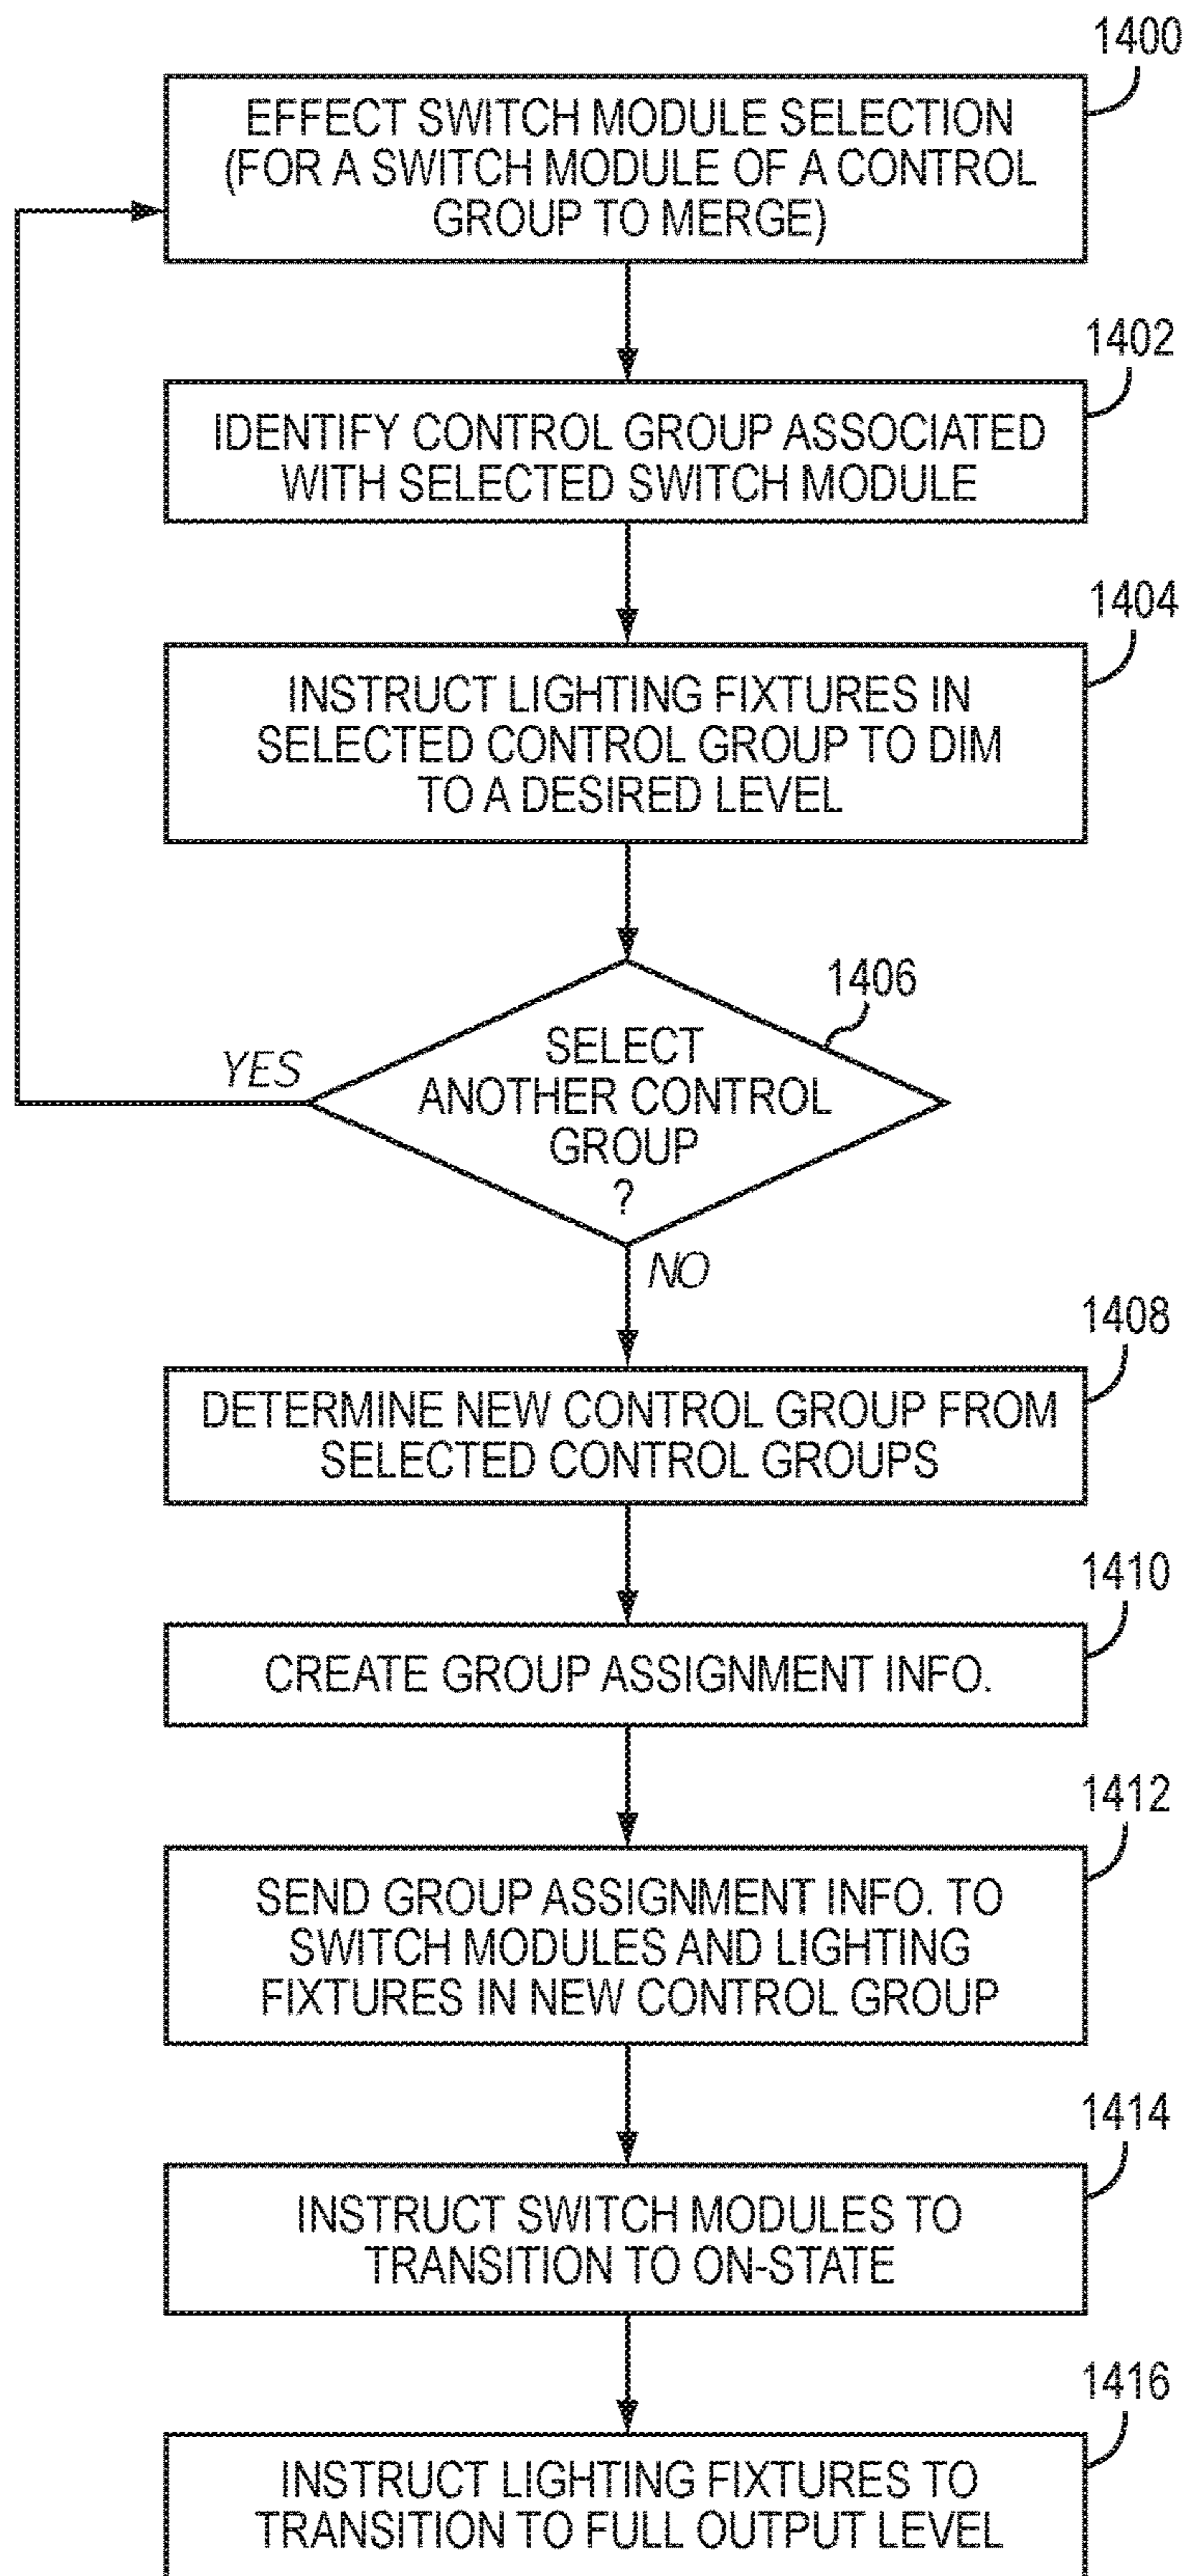 1400
EFFECT SWITCH MODULE SELECTION
(FOR A SWITCH MODULE OF A CONTROL
GROUP TO MERGE)
1402
IDENTIFY CONTROL GROUP ASSOCIATED
WITH SELECTED SWITCH MODULE
1404
INSTRUCT LIGHTING FIXTURES IN
SELECTED CONTROL GROUP TO DIM
TO A DESIRED LEVEL
1406
SELECT
ANOTHER CONTROL
GROUP
?
YES
NO
1408
DETERMINE NEW CONTROL GROUP FROM
SELECTED CONTROL GROUPS
1410
CREATE GROUP ASSIGNMENT INFO.
1412
SEND GROUP ASSIGNMENT INFO. TO
SWITCH MODULES AND LIGHTING
FIXTURES IN NEW CONTROL GROUP
1414
INSTRUCT SWITCH MODULES TO
TRANSITION TO ON-STATE
1416
INSTRUCT LIGHTING FIXTURES TO
TRANSITION TO FULL OUTPUT LEVEL